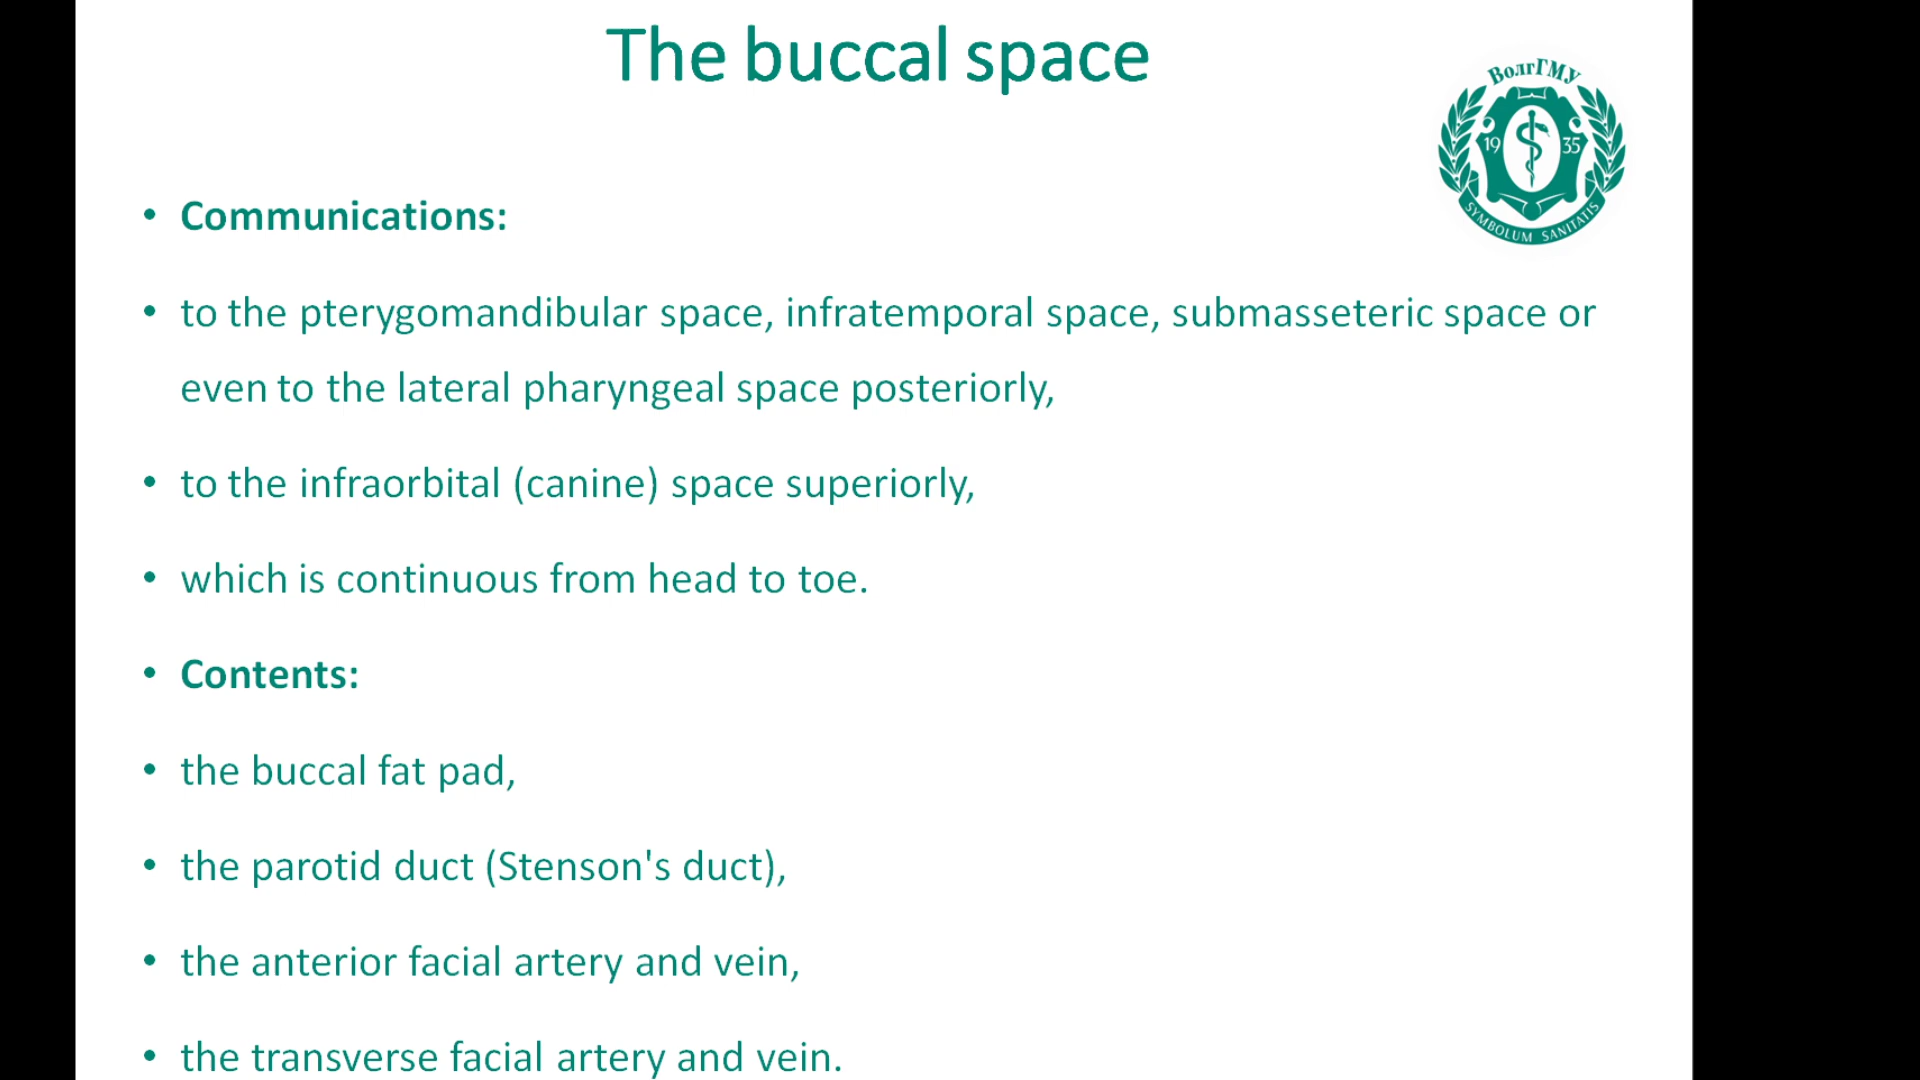 The buccal space
ВолгГМУ
19 35
SYMBOLUM SANITATIS
• Communications:
• to the pterygomandibular space, infratemporal space, submasseteric space or
even to the lateral pharyngeal space posteriorly,
• to the infraorbital (canine) space superiorly,
• which is continuous from head to toe.
• Contents:
• the buccal fat pad,
• the parotid duct (Stenson's duct),
• the anterior facial artery and vein,
• the transverse facial artery and vein.